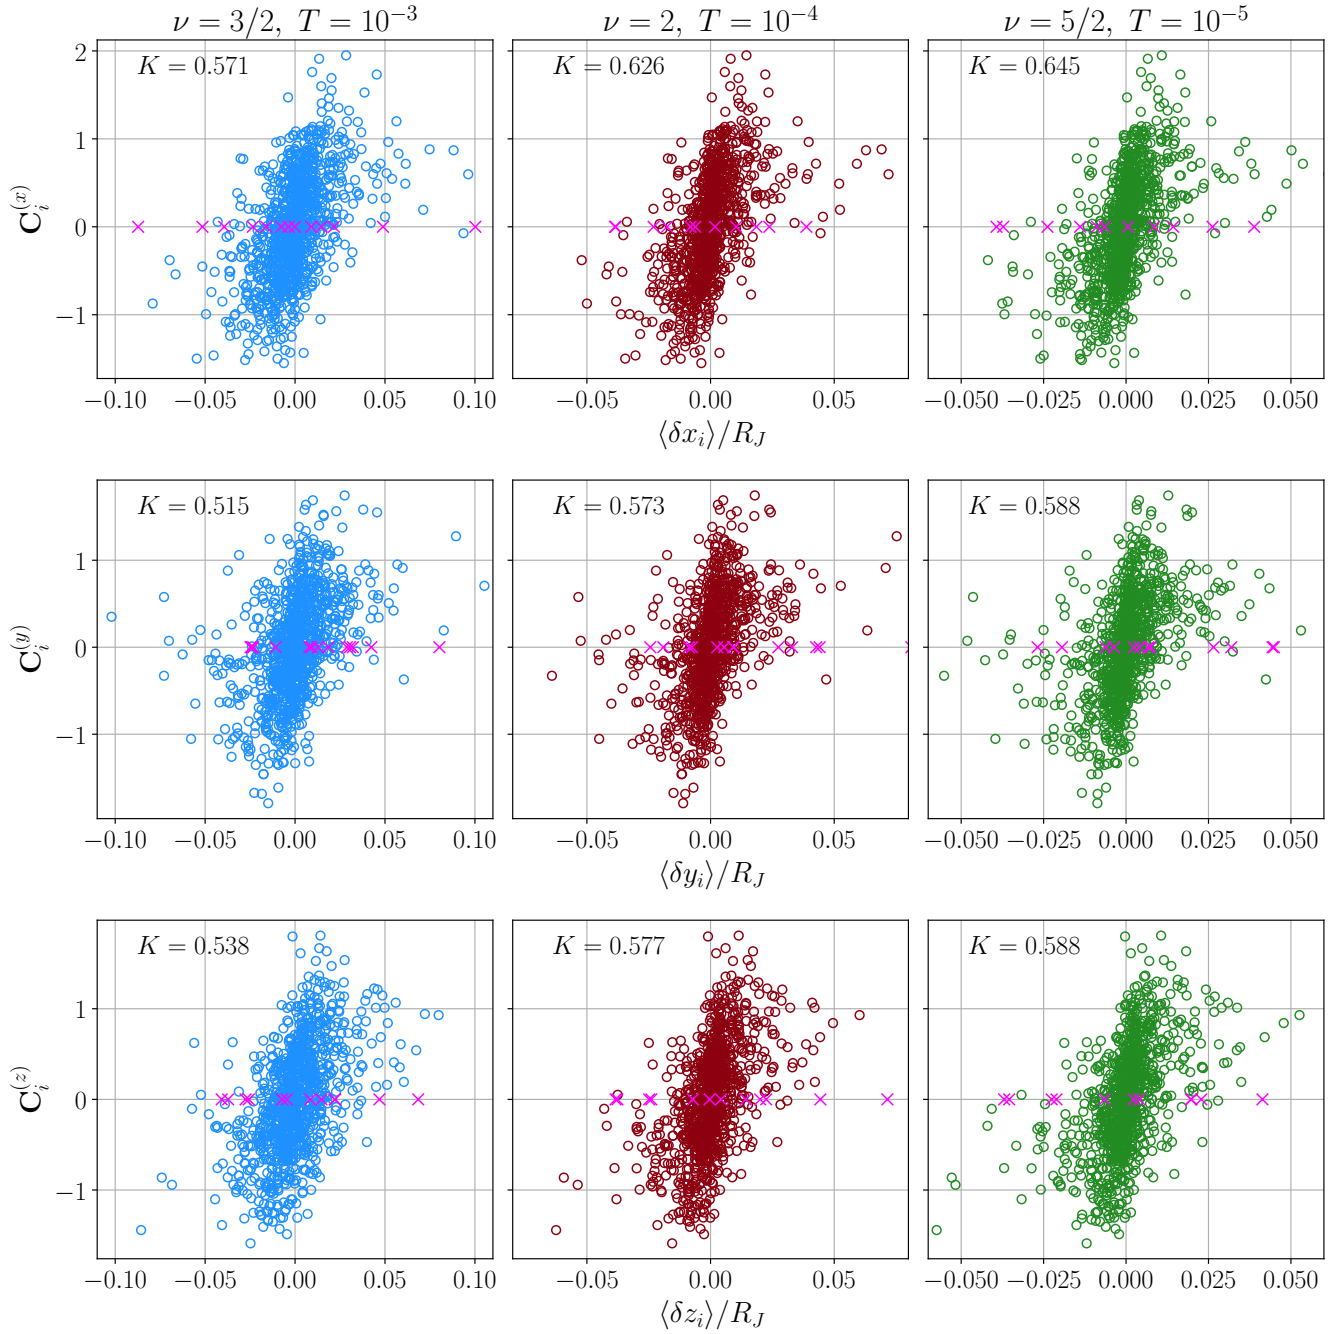 ν = 3/2, T = 10⁻³
ν = 2, T = 10⁻⁴
ν = 5/2, T = 10⁻⁵
K = 0.571
K = 0.626
K = 0.645
2
1
0
−1
C_i^(x)
−0.10 −0.05 0.00 0.05 0.10
−0.05 0.00 0.05
−0.050 −0.025 0.000 0.025 0.050
⟨δx_i⟩/R_J
K = 0.515
K = 0.573
K = 0.588
1
0
−1
C_i^(y)
−0.10 −0.05 0.00 0.05 0.10
−0.05 0.00 0.05
−0.050 −0.025 0.000 0.025 0.050
⟨δy_i⟩/R_J
K = 0.538
K = 0.577
K = 0.588
1
0
−1
C_i^(z)
−0.10 −0.05 0.00 0.05 0.10
−0.05 0.00 0.05
−0.050 −0.025 0.000 0.025 0.050
⟨δz_i⟩/R_J